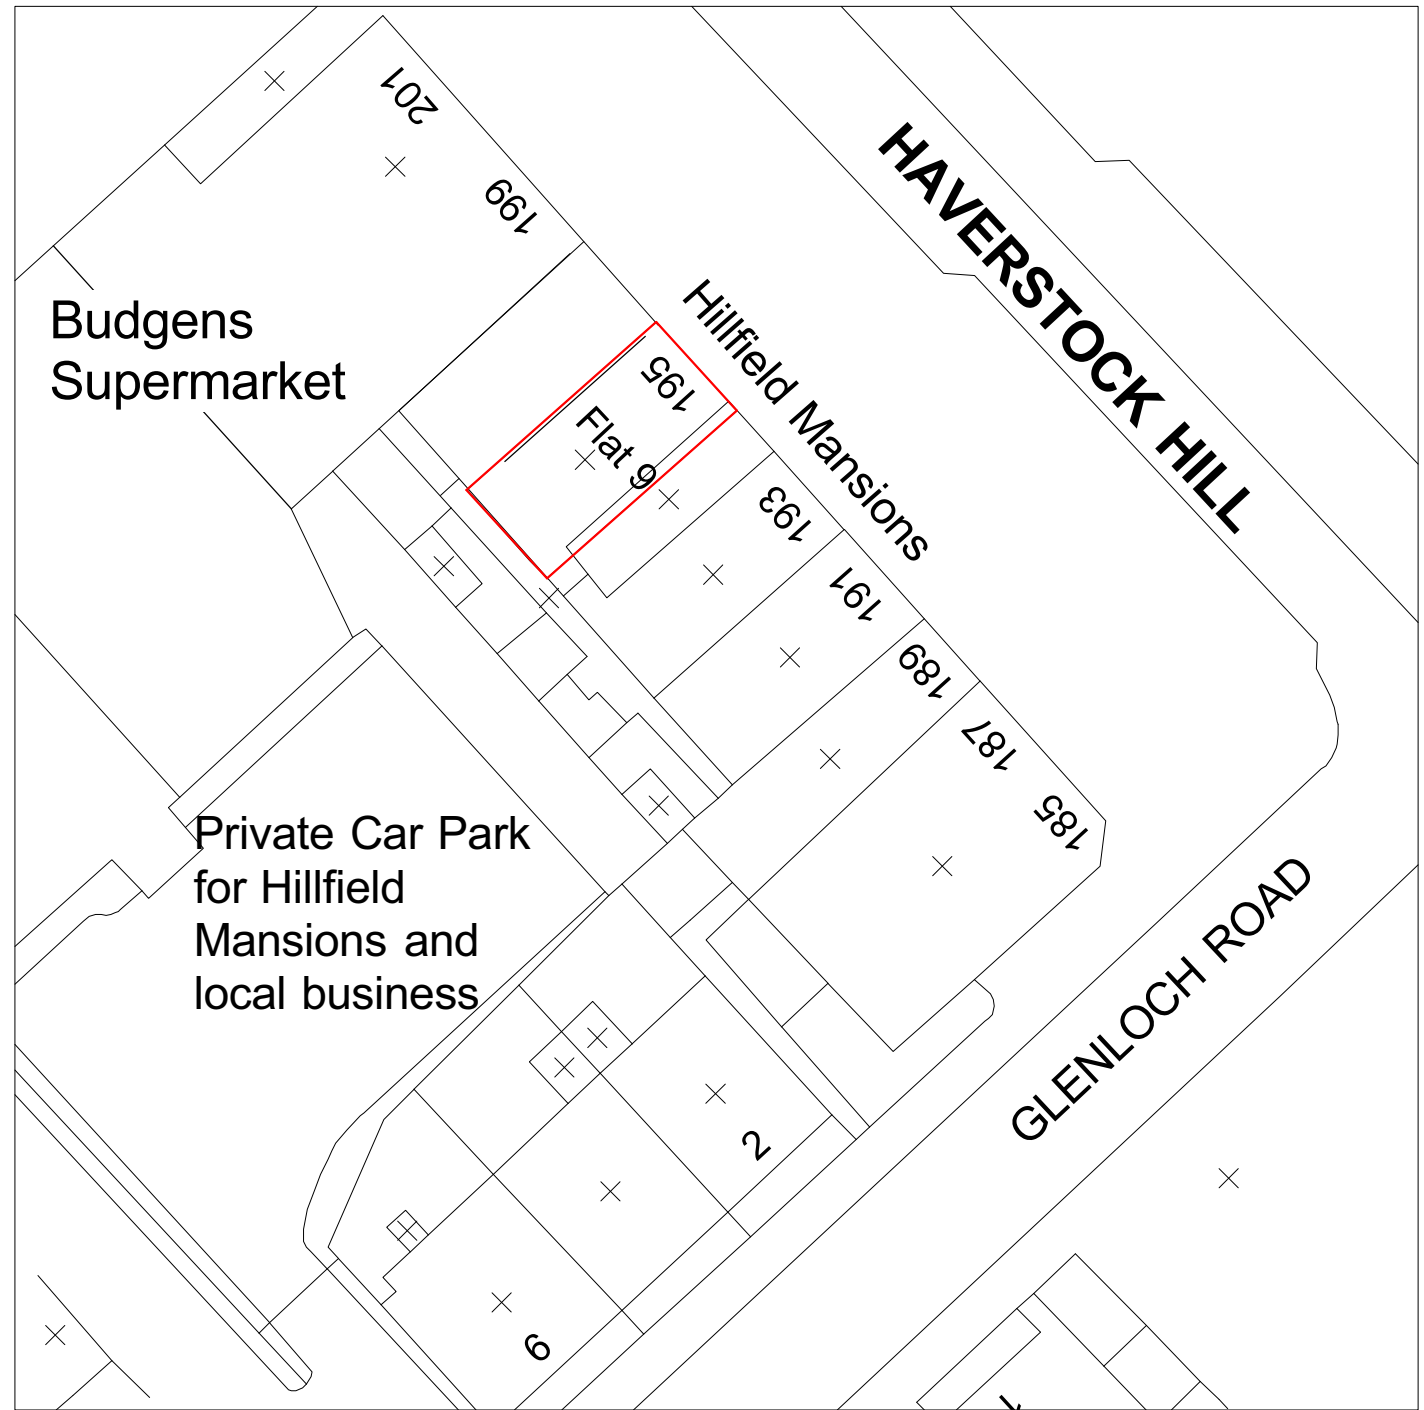 201
199
HAVERSTOCK HILL
Budgens
Supermarket
Hillfield Mansions
195
Flat 9
193
191
189
187
185
Private Car Park
for Hillfield
Mansions and
local business
GLENLOCH ROAD
2
6